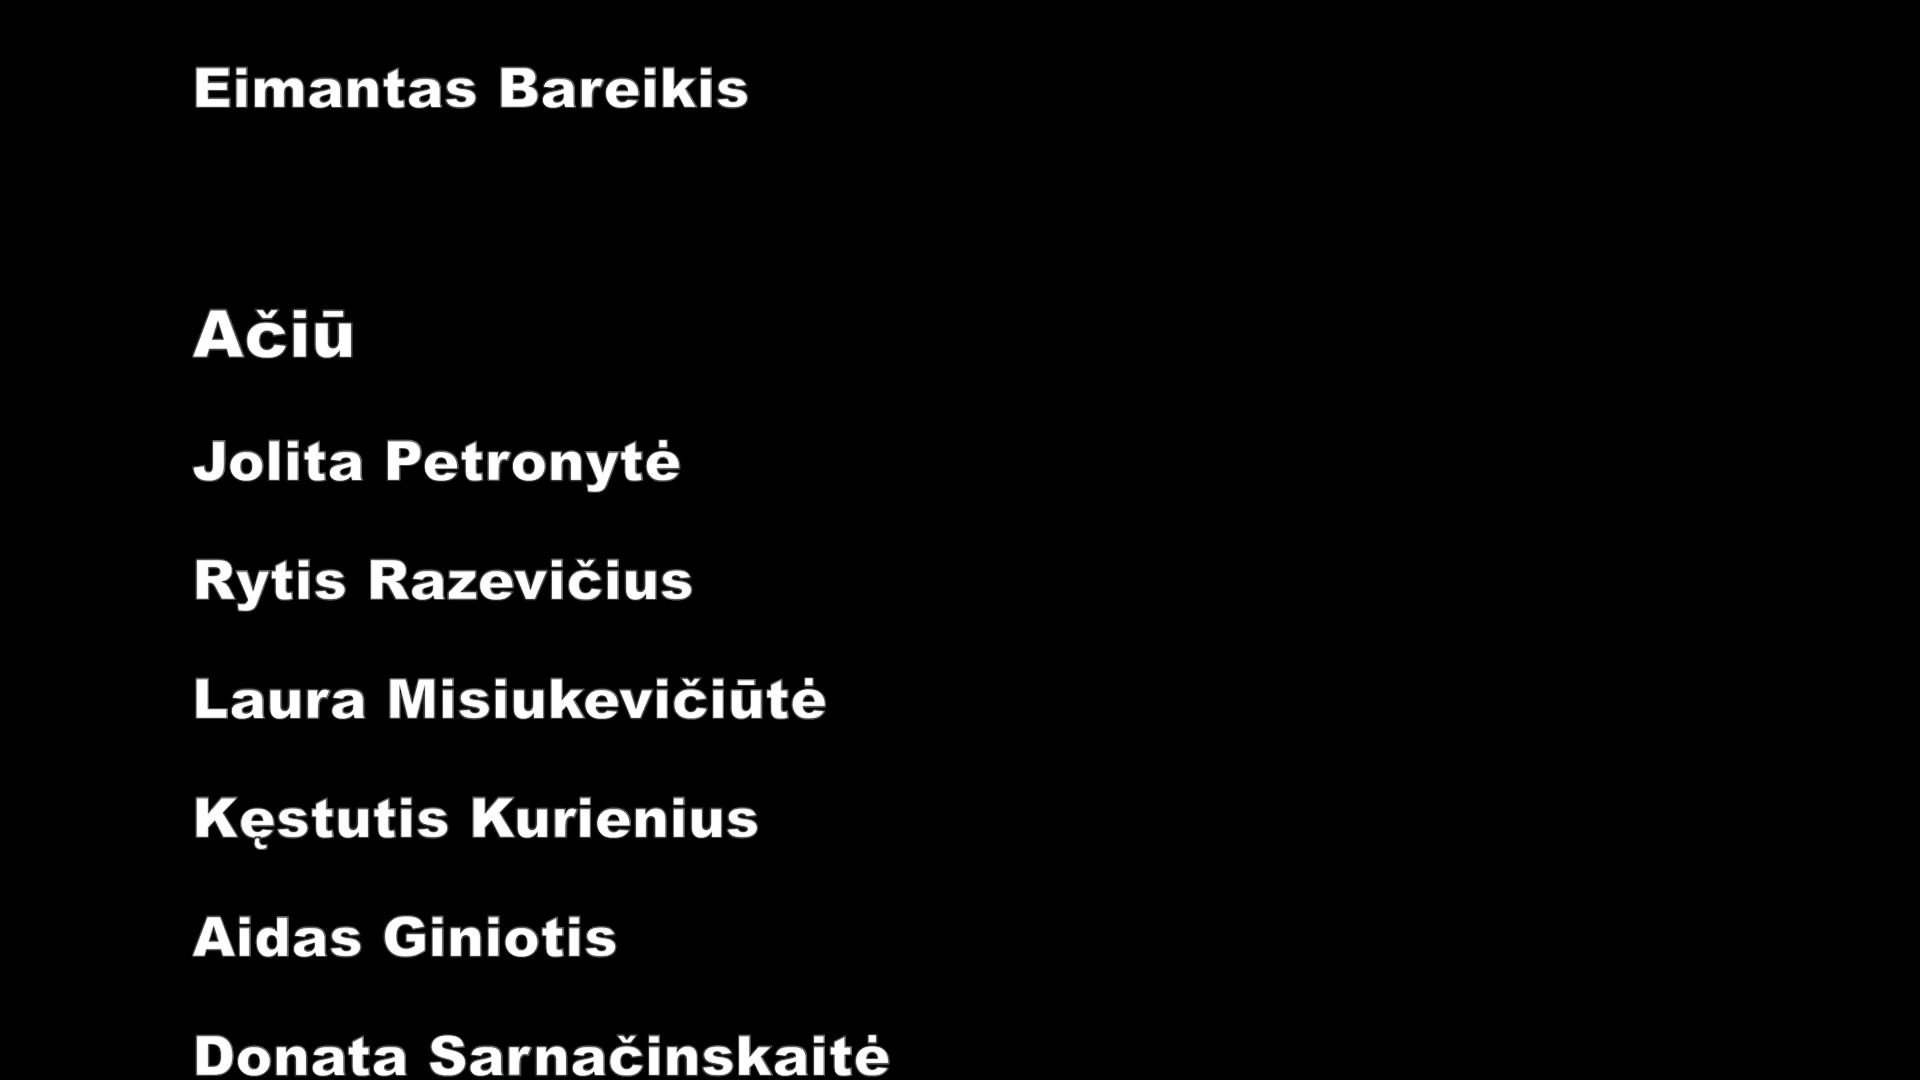 Eimantas Bareikis
Ačiū
Jolita Petronytė
Rytis Razevičius
Laura Misiukevičiūtė
Kęstutis Kurienius
Aidas Giniotis
Donata Sarnačinskaitė